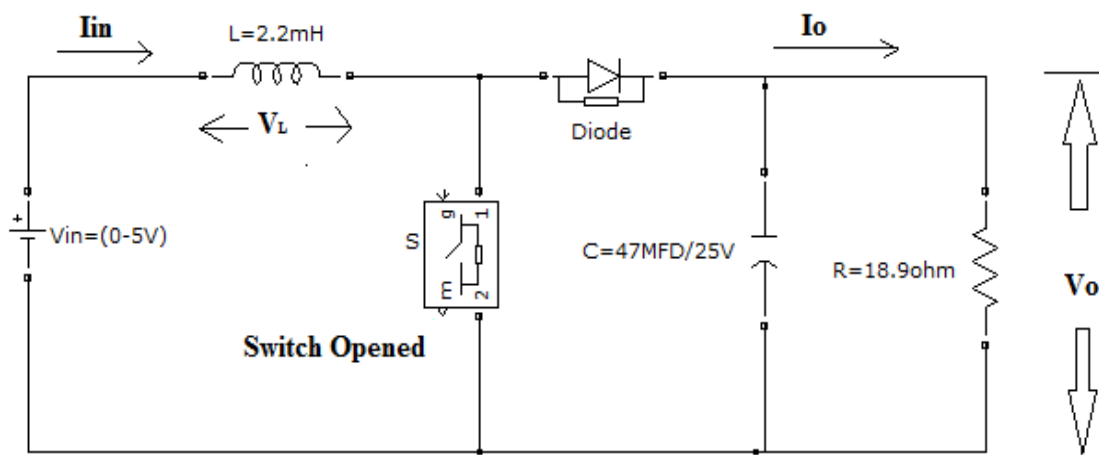 Iin
L=2.2mH
Io
VL
Diode
Vin=(0-5V)
+
S
g 1
E 2
C=47MFD/25V
R=18.9ohm
Vo
Switch Opened